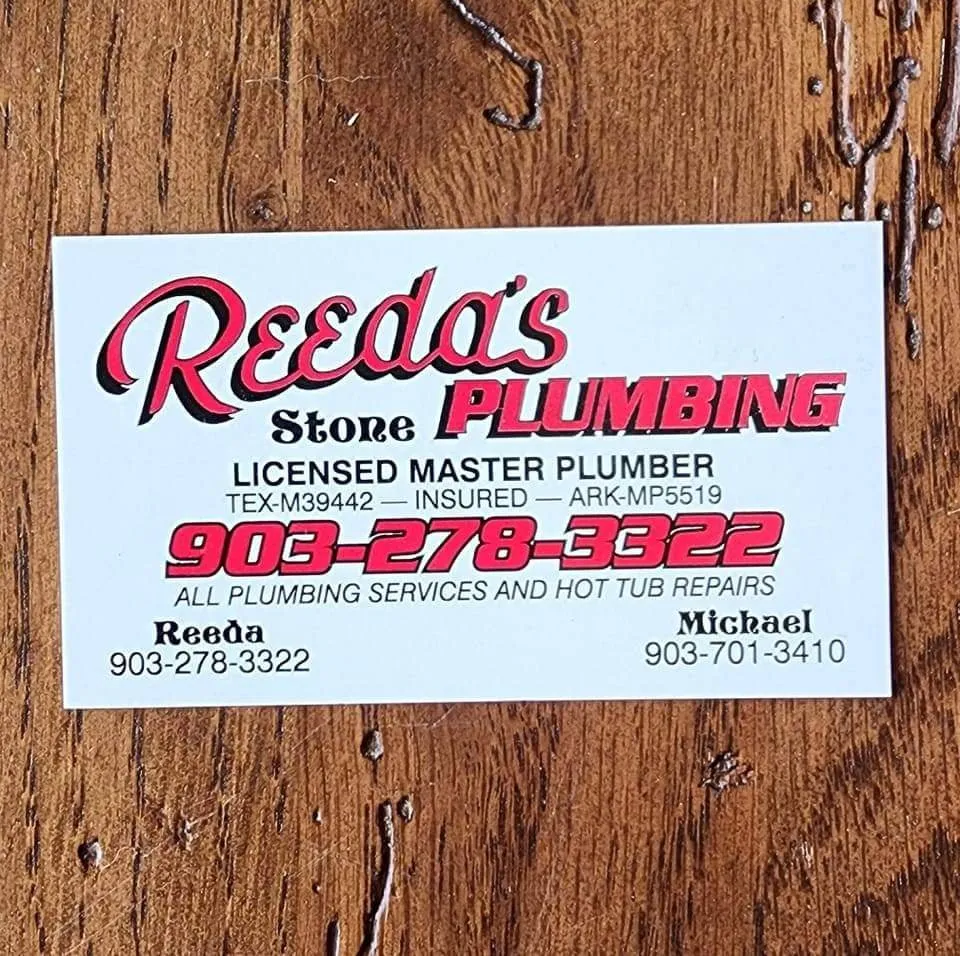 Reeda's
Stone PLUMBING
LICENSED MASTER PLUMBER
TEX-M39442 — INSURED — ARK-MP5519
903-278-3322
ALL PLUMBING SERVICES AND HOT TUB REPAIRS
Reeda Michael
903-278-3322 903-701-3410